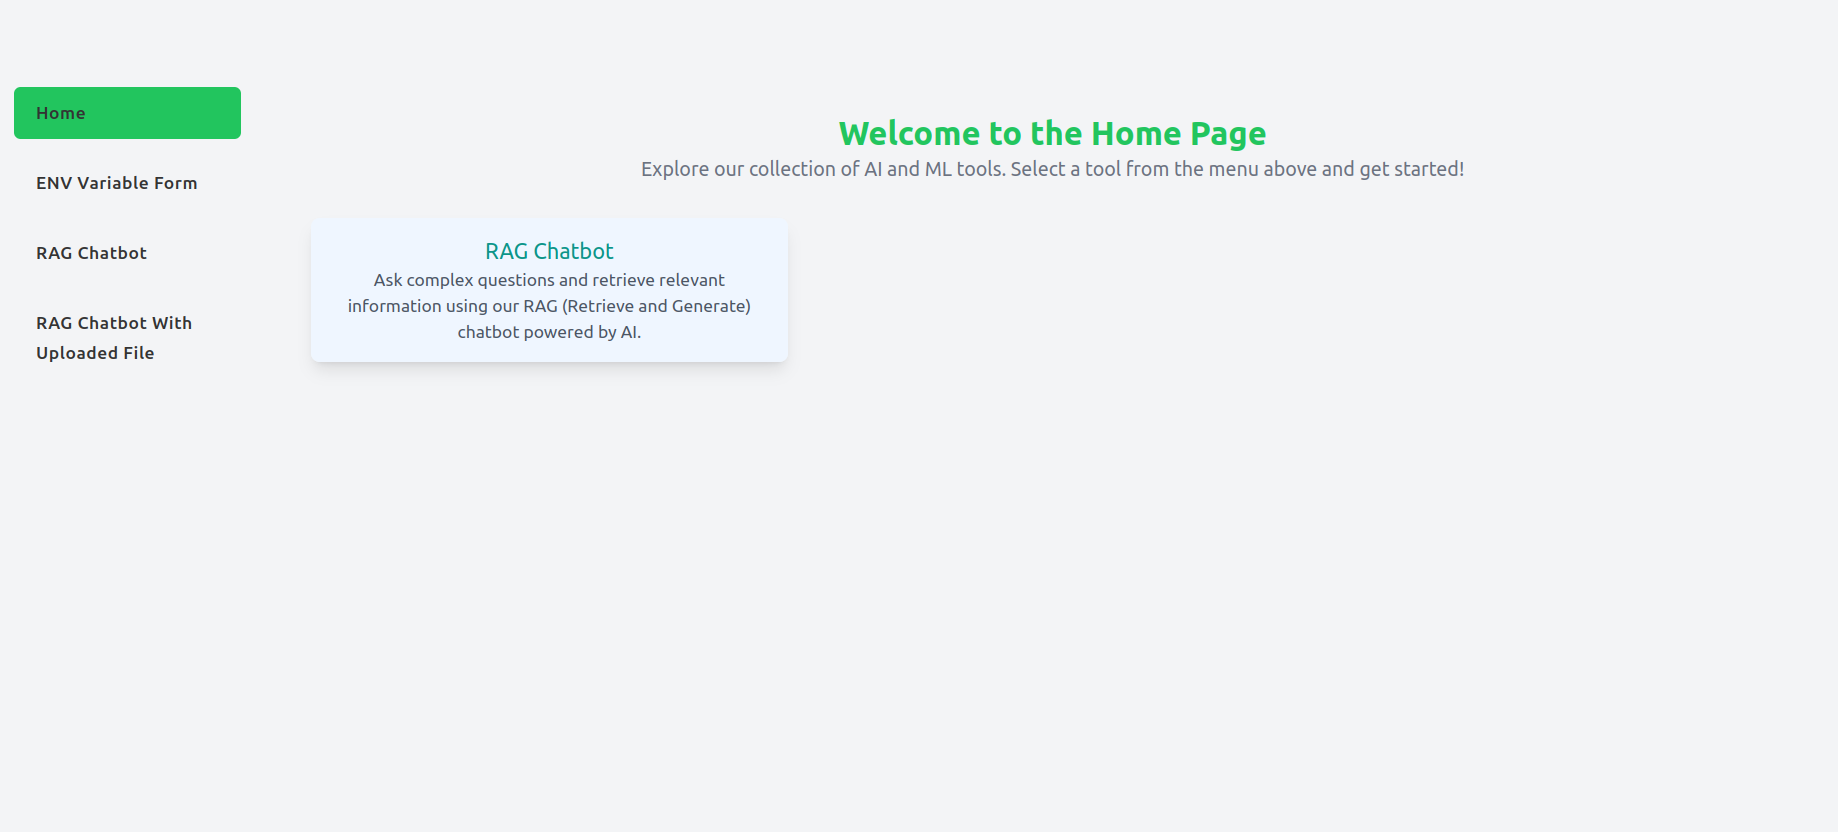 Home
ENV Variable Form
RAG Chatbot
RAG Chatbot With
Uploaded File
Welcome to the Home Page
Explore our collection of AI and ML tools. Select a tool from the menu above and get started!
RAG Chatbot
Ask complex questions and retrieve relevant
information using our RAG (Retrieve and Generate)
chatbot powered by AI.